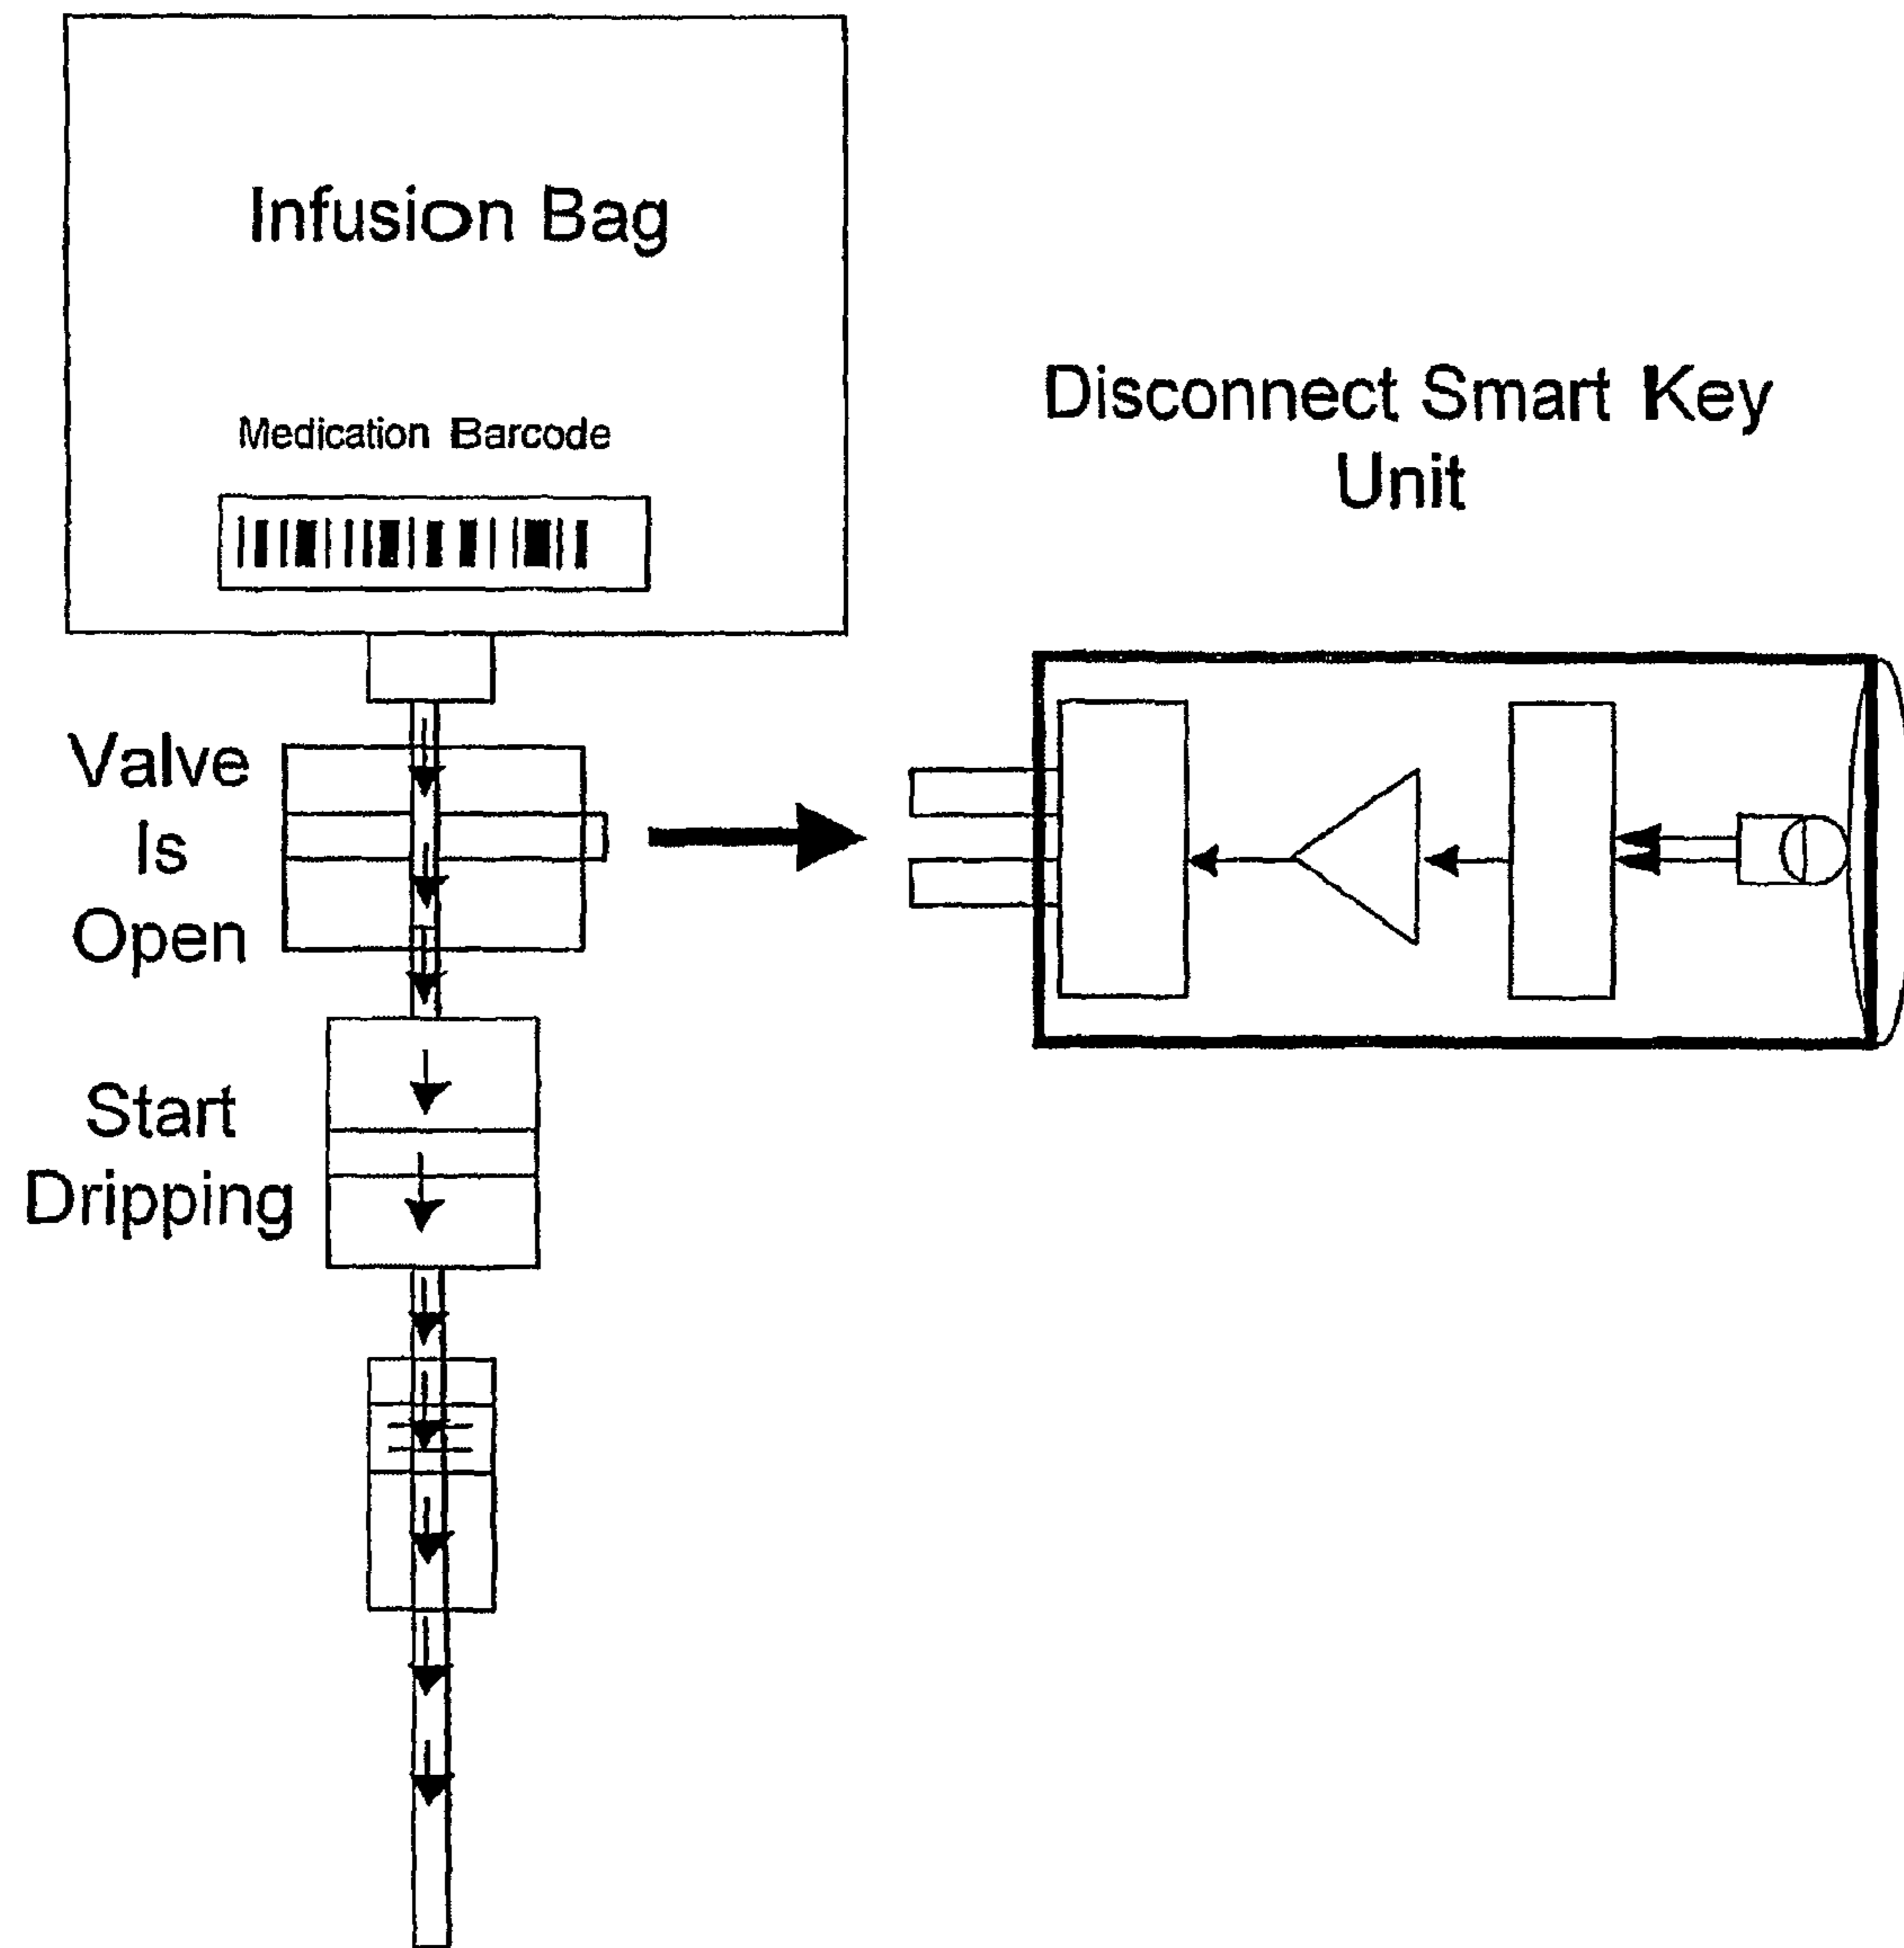 Infusion Bag
Medication Barcode
Disconnect Smart Key
Unit
Valve
Is
Open
Start
Dripping